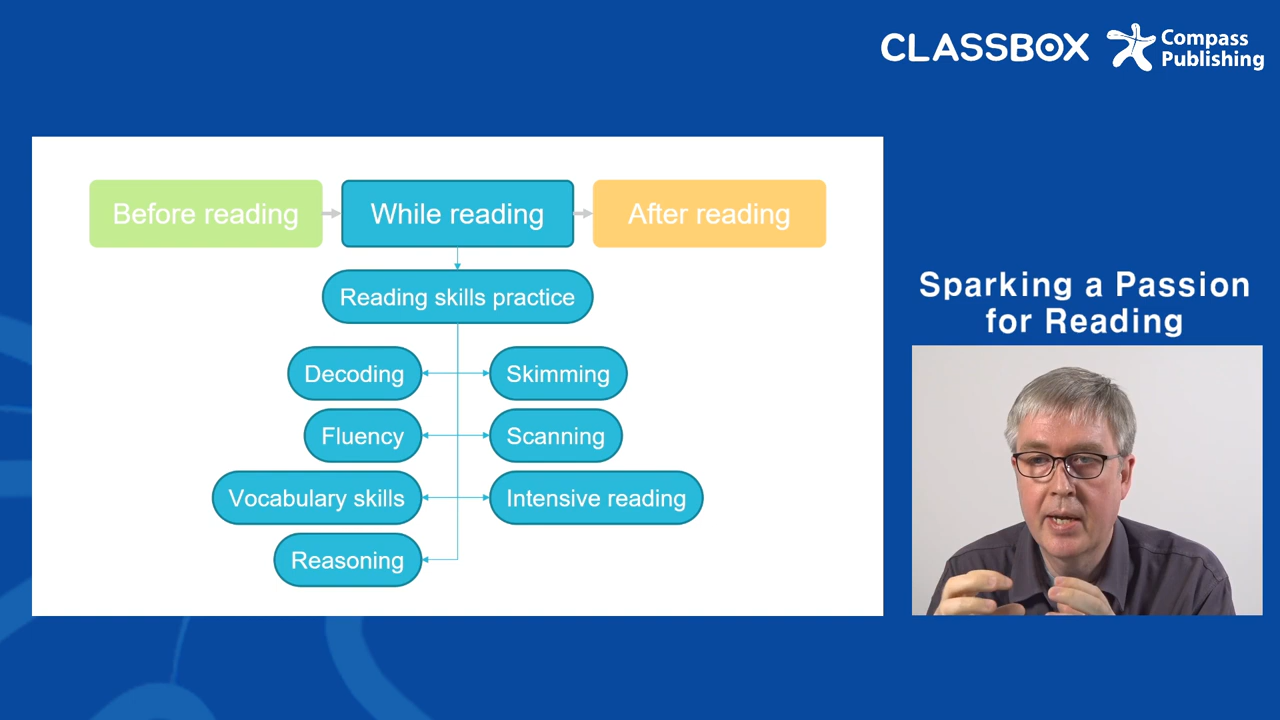 CLASSBOX
Compass
Publishing
Before reading
While reading
After reading
Reading skills practice
Decoding
Skimming
Fluency
Scanning
Vocabulary skills
Intensive reading
Reasoning
Sparking a Passion
for Reading